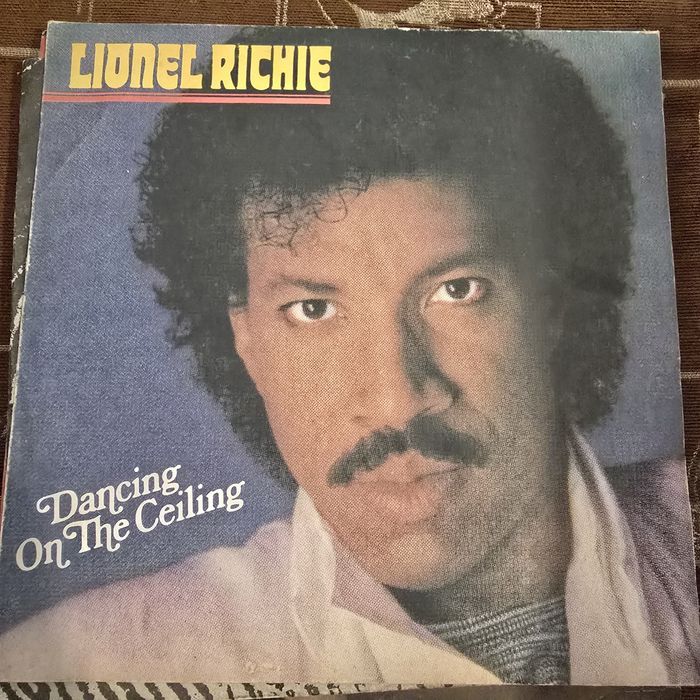 LIONEL RICHIE
Dancing
On The Ceiling